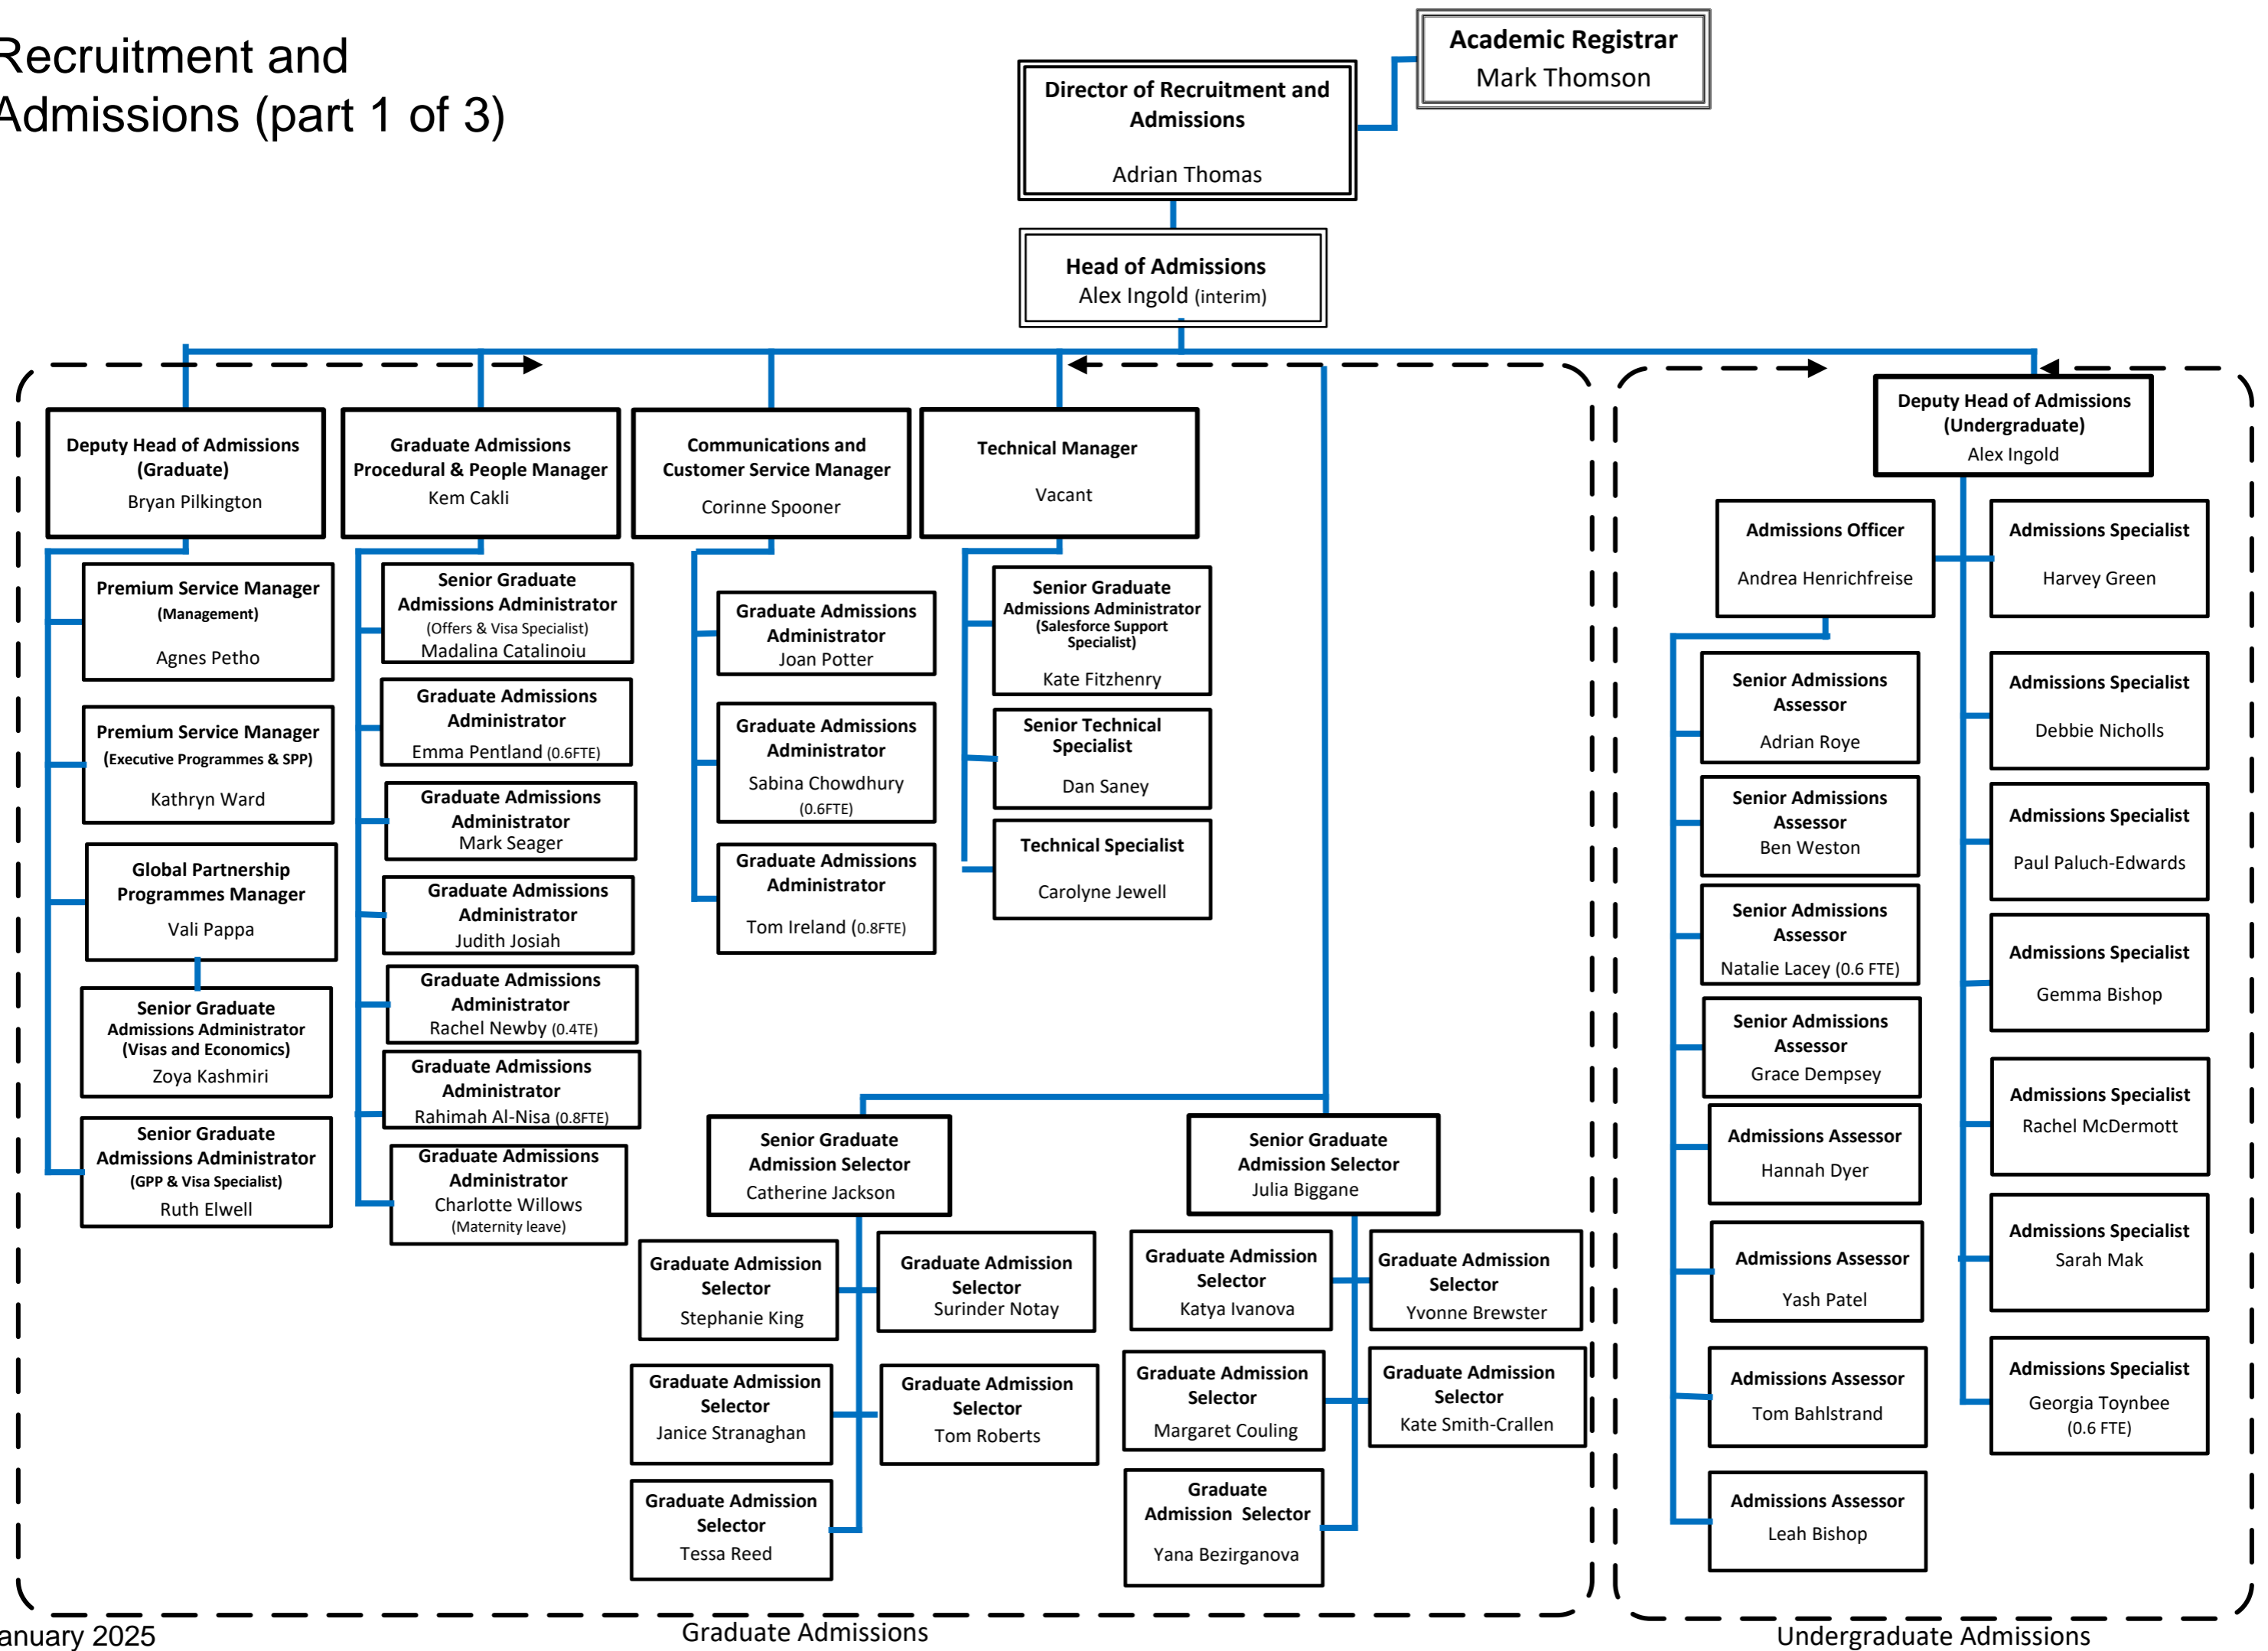 Recruitment and
Admissions (part 1 of 3)
Academic Registrar
Mark Thomson
Director of Recruitment and
Admissions
Adrian Thomas
Head of Admissions
Alex Ingold (interim)
Deputy Head of Admissions
(Graduate)
Bryan Pilkington
Premium Service Manager
(Management)
Agnes Petho
Premium Service Manager
(Executive Programmes & SPP)
Kathryn Ward
Global Partnership
Programmes Manager
Vali Pappa
Senior Graduate
Admissions Administrator
(Visas and Economics)
Zoya Kashmiri
Senior Graduate
Admissions Administrator
(GPP & Visa Specialist)
Ruth Elwell
Graduate Admissions
Procedural & People Manager
Kem Cakli
Senior Graduate
Admissions Administrator
(Offers & Visa Specialist)
Madalina Catalinoiu
Graduate Admissions
Administrator
Emma Pentland (0.6FTE)
Graduate Admissions
Administrator
Mark Seager
Graduate Admissions
Administrator
Judith Josiah
Graduate Admissions
Administrator
Rachel Newby (0.4TE)
Graduate Admissions
Administrator
Rahimah Al-Nisa (0.8FTE)
Graduate Admissions
Administrator
Charlotte Willows
(Maternity leave)
Communications and
Customer Service Manager
Corinne Spooner
Graduate Admissions
Administrator
Joan Potter
Graduate Admissions
Administrator
Sabina Chowdhury
(0.6FTE)
Graduate Admissions
Administrator
Tom Ireland (0.8FTE)
Technical Manager
Vacant
Senior Graduate
Admissions Administrator
(Salesforce Support
Specialist)
Kate Fitzhenry
Senior Technical
Specialist
Dan Saney
Technical Specialist
Carolyne Jewell
Senior Graduate
Admission Selector
Catherine Jackson
Graduate Admission
Selector
Stephanie King
Graduate Admission
Selector
Surinder Notay
Graduate Admission
Selector
Janice Stranaghan
Graduate Admission
Selector
Tom Roberts
Graduate Admission
Selector
Tessa Reed
Senior Graduate
Admission Selector
Julia Biggane
Graduate Admission
Selector
Katya Ivanova
Graduate Admission
Selector
Yvonne Brewster
Graduate Admission
Selector
Margaret Couling
Graduate Admission
Selector
Kate Smith-Crallen
Graduate
Admission Selector
Yana Bezirganova
Deputy Head of Admissions
(Undergraduate)
Alex Ingold
Admissions Officer
Andrea Henrichfreise
Senior Admissions
Assessor
Adrian Roye
Senior Admissions
Assessor
Ben Weston
Senior Admissions
Assessor
Natalie Lacey (0.6 FTE)
Senior Admissions
Assessor
Grace Dempsey
Admissions Assessor
Hannah Dyer
Admissions Assessor
Yash Patel
Admissions Assessor
Tom Bahlstrand
Admissions Assessor
Leah Bishop
Admissions Specialist
Harvey Green
Admissions Specialist
Debbie Nicholls
Admissions Specialist
Paul Paluch-Edwards
Admissions Specialist
Gemma Bishop
Admissions Specialist
Rachel McDermott
Admissions Specialist
Sarah Mak
Admissions Specialist
Georgia Toynbee
(0.6 FTE)
anuary 2025
Graduate Admissions
Undergraduate Admissions